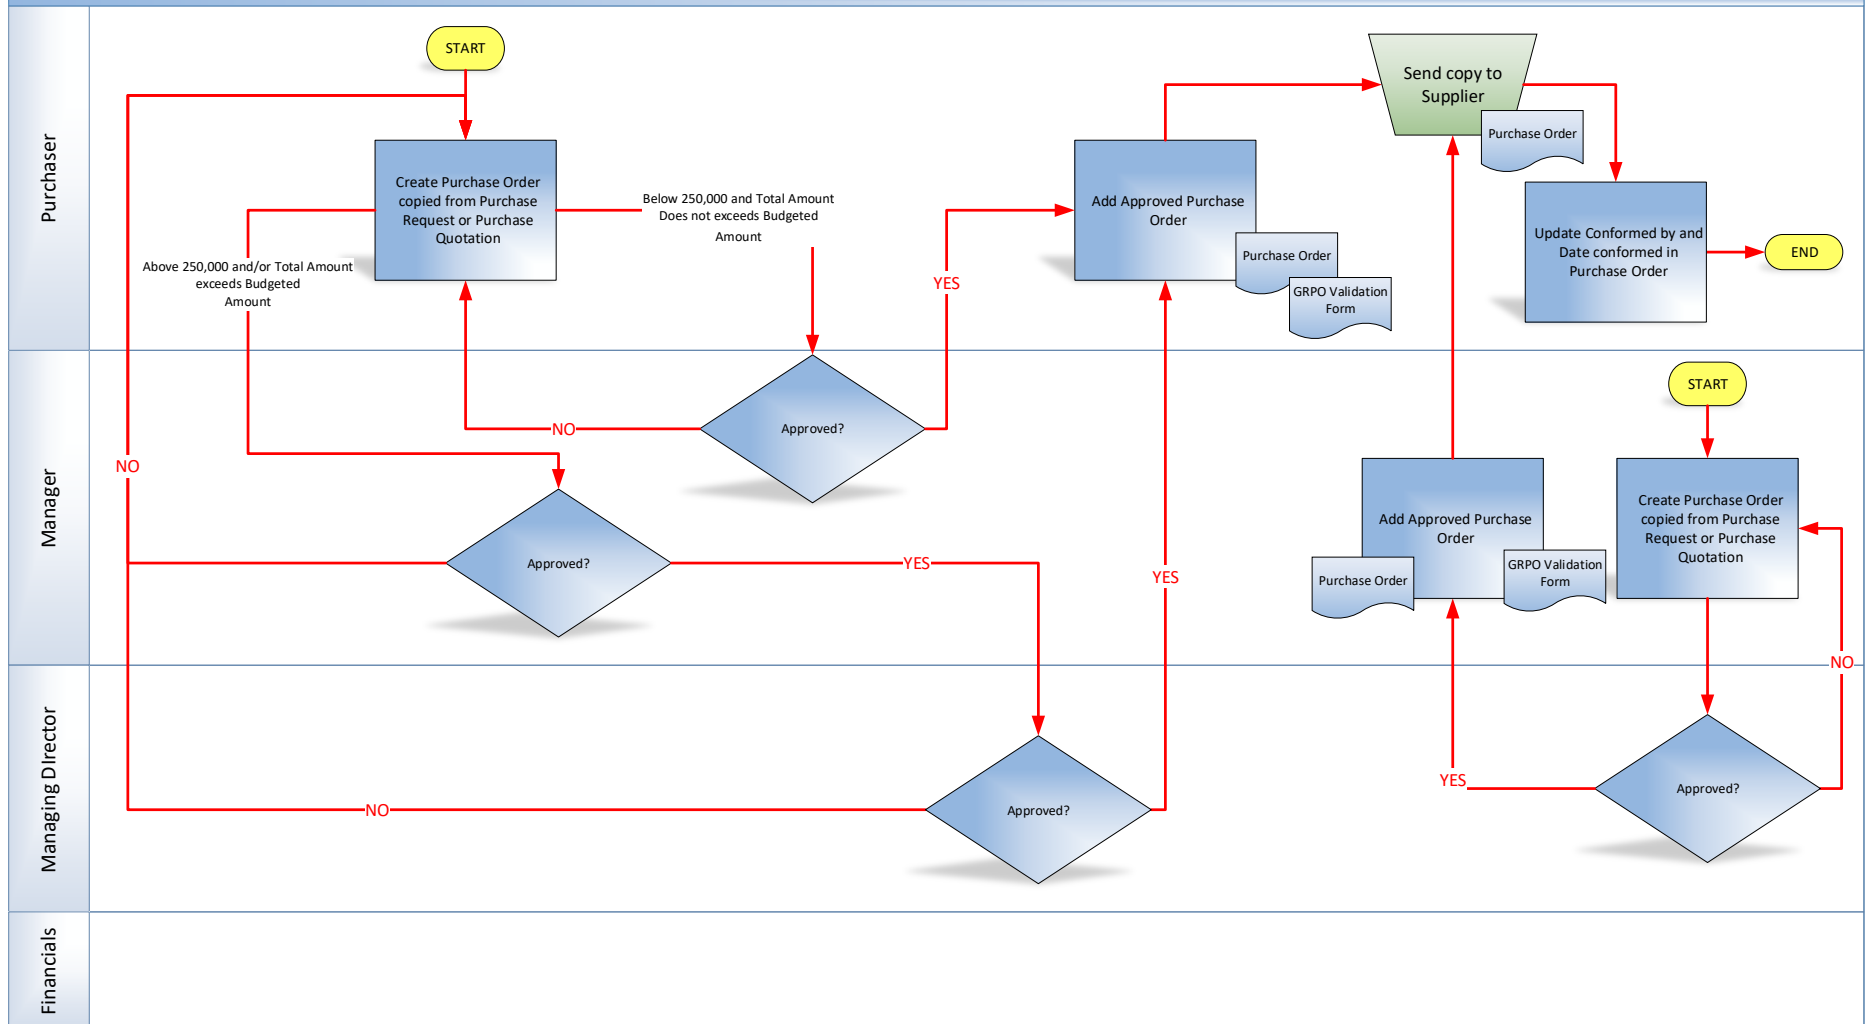 Purchaser
START
Create Purchase Order
copied from Purchase
Request or Purchase
Quotation
Below 250,000 and Total Amount
Does not exceeds Budgeted
Amount
Above 250,000 and/or Total Amount
exceeds Budgeted
Amount
YES
Add Approved Purchase
Order
Purchase Order
GRPO Validation
Form
Send copy to
Supplier
Purchase Order
Update Conformed by and
Date conformed in
Purchase Order
END
Manager
NO
Approved?
NO
Approved?
YES
YES
START
Add Approved Purchase
Order
Purchase Order
GRPO Validation
Form
Create Purchase Order
copied from Purchase
Request or Purchase
Quotation
NO
Managing DIrector
NO
Approved?
YES
Approved?
Financials